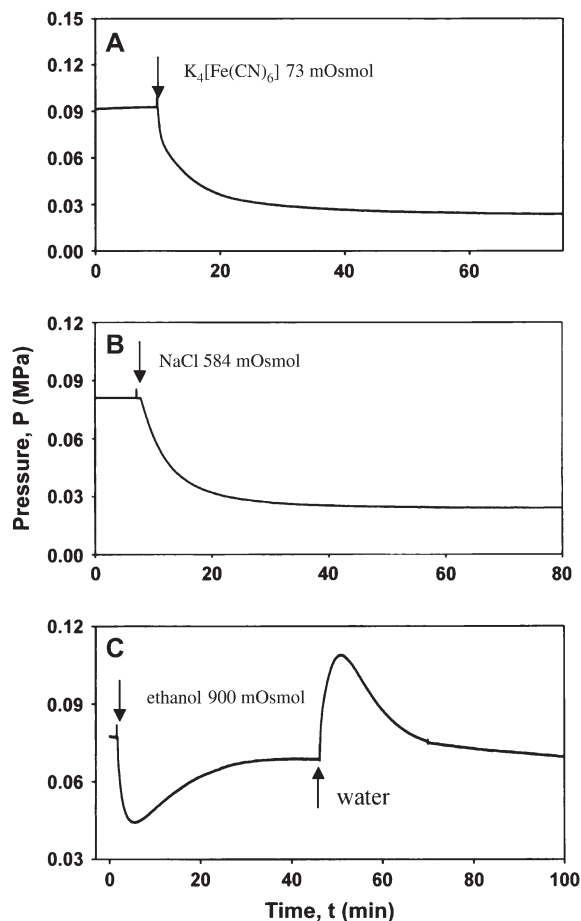 A
K4[Fe(CN)6] 73 mOsmol
0.15
0.12
0.09
0.06
0.03
0.00
0 20 40 60
B
NaCl 584 mOsmol
0.12
0.09
0.06
0.03
0.00
0 20 40 60 80
Pressure, P (MPa)
C
ethanol 900 mOsmol
water
0.12
0.09
0.06
0.03
0 20 40 60 80 100
Time, t (min)